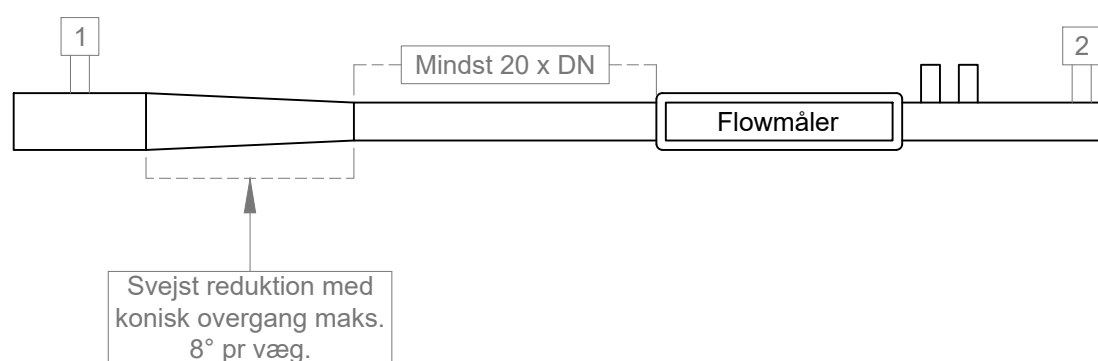 1
2
Mindst 20 x DN
Flowmåler
Svejst reduktion med
konisk overgang maks.
8° pr væg.